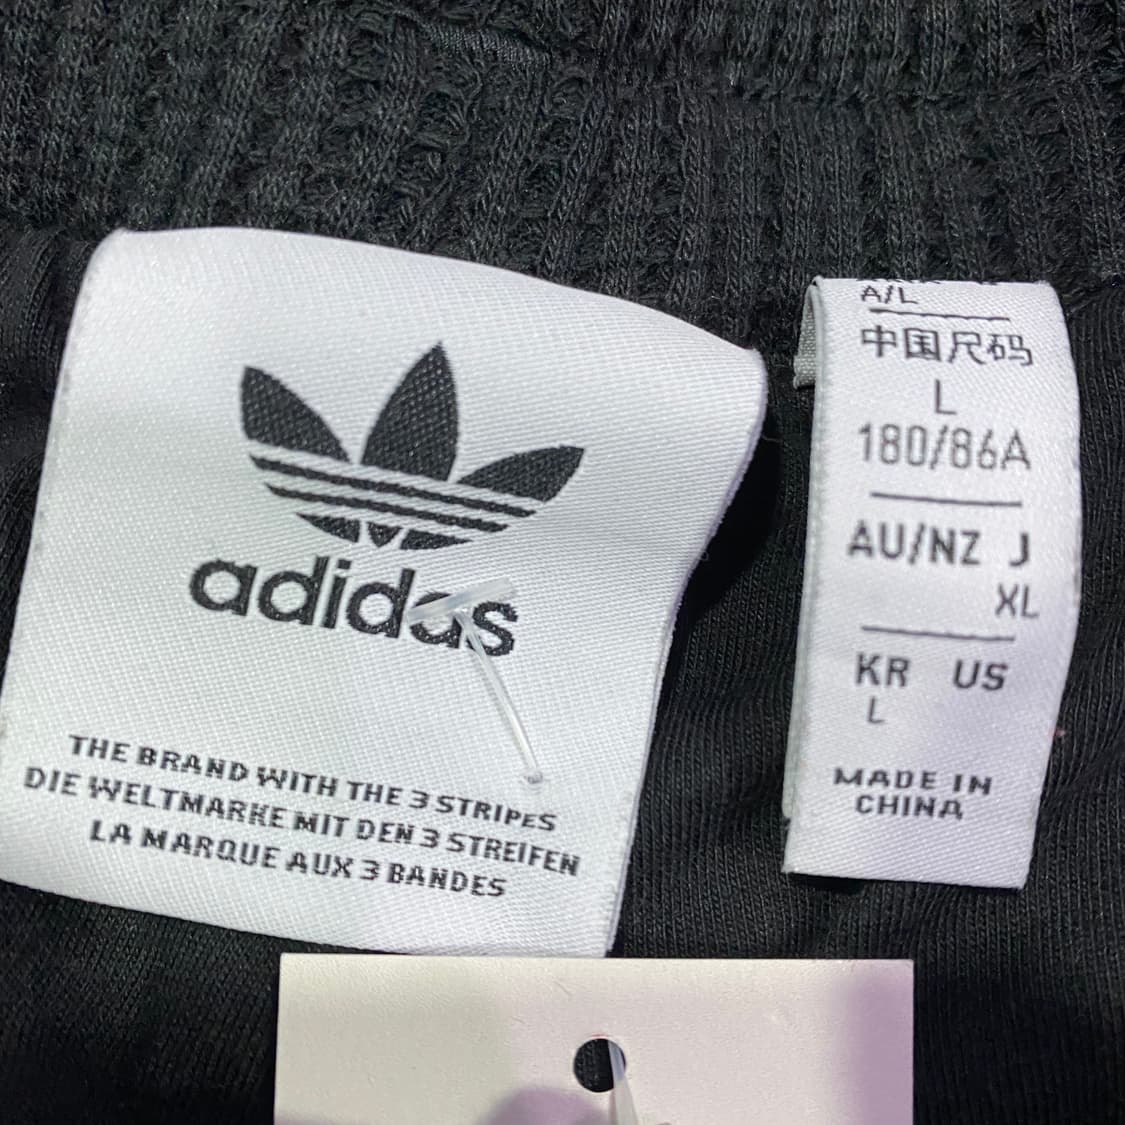 adidas
THE BRAND WITH THE 3 STRIPES
DIE WELTMARKE MIT DEN 3 STREIFEN
LA MARQUE AUX 3 BANDES
A/L
中国尺码
L
180/86A
AU/NZ J
XL
KR US
L
MADE IN
CHINA